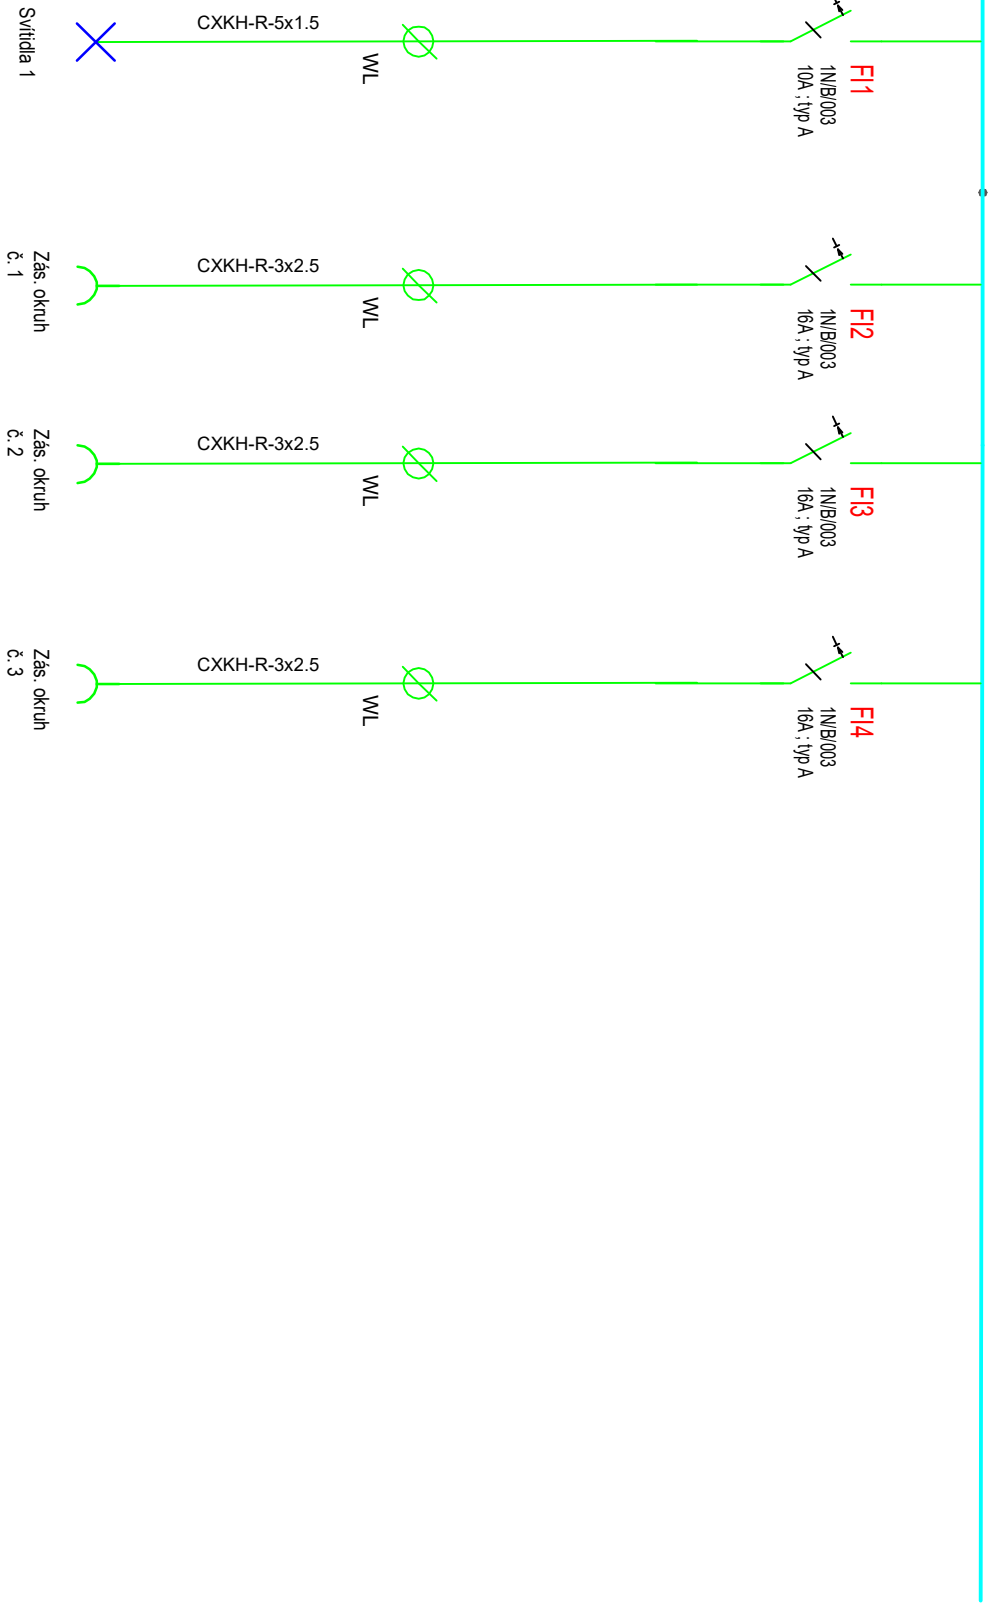 CXKH-R-5x1.5
WL
FI1
1N/B/003
10A ; typ A
Svítidla 1
CXKH-R-3x2.5
WL
FI2
1N/B/003
16A ; typ A
Zás. okruh
č. 1
CXKH-R-3x2.5
WL
FI3
1N/B/003
16A ; typ A
Zás. okruh
č. 2
CXKH-R-3x2.5
WL
FI4
1N/B/003
16A ; typ A
Zás. okruh
č. 3